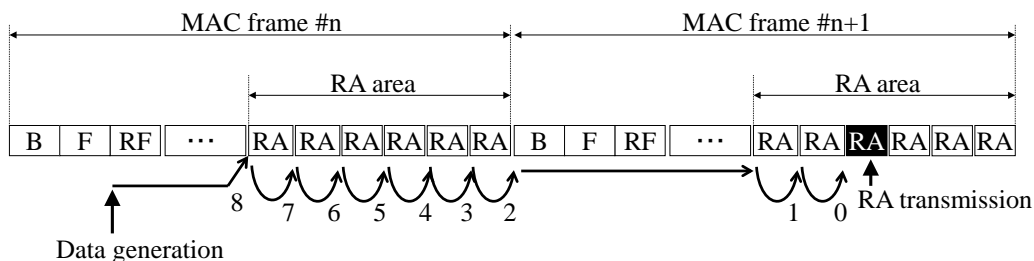 MAC frame #n MAC frame #n+1
RA area RA area
B F RF ··· RA RA RA RA RA RA B F RF ··· RA RA RA RA RA RA
8 7 6 5 4 3 2 1 0 RA transmission
Data generation